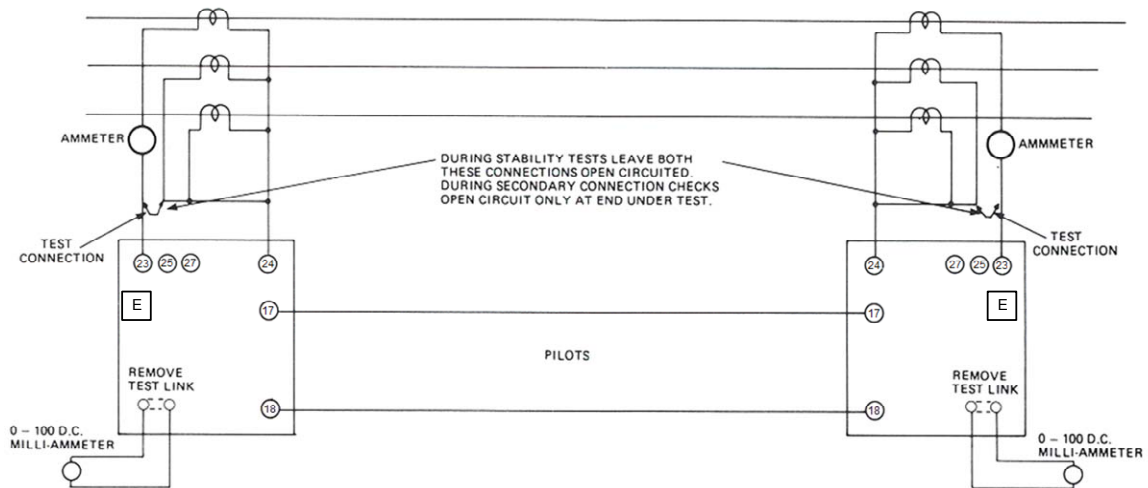 AMMETER
AMMMETER
DURING STABILITY TESTS LEAVE BOTH
THESE CONNECTIONS OPEN CIRCUITED.
DURING SECONDARY CONNECTION CHECKS
OPEN CIRCUIT ONLY AT END UNDER TEST.
TEST
CONNECTION
TEST
CONNECTION
23 25 27 24
24 27 25 23
E
17
17
E
PILOTS
REMOVE
TEST LINK
REMOVE
TEST LINK
18
18
0 – 100 D.C.
MILLI-AMMETER
0 – 100 D.C.
MILLI-AMMETER